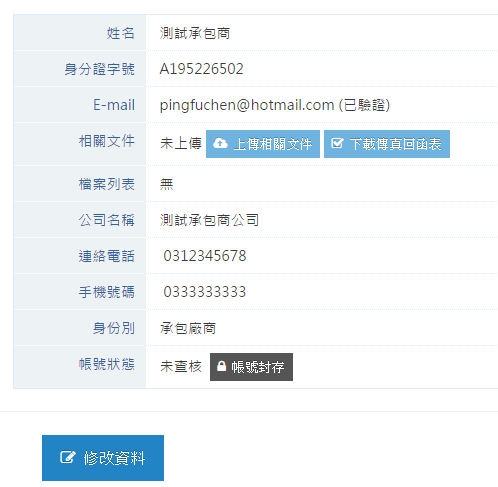 姓名 測試承包商
身分證字號 A195226502
E-mail pingfuchen@hotmail.com (已驗證)
相關文件 未上傳 上傳相關文件 下載傳真回函表
檔案列表 無
公司名稱 測試承包商公司
連絡電話 0312345678
手機號碼 0333333333
身份別 承包廠商
帳號狀態 未查核 帳號封存
修改資料